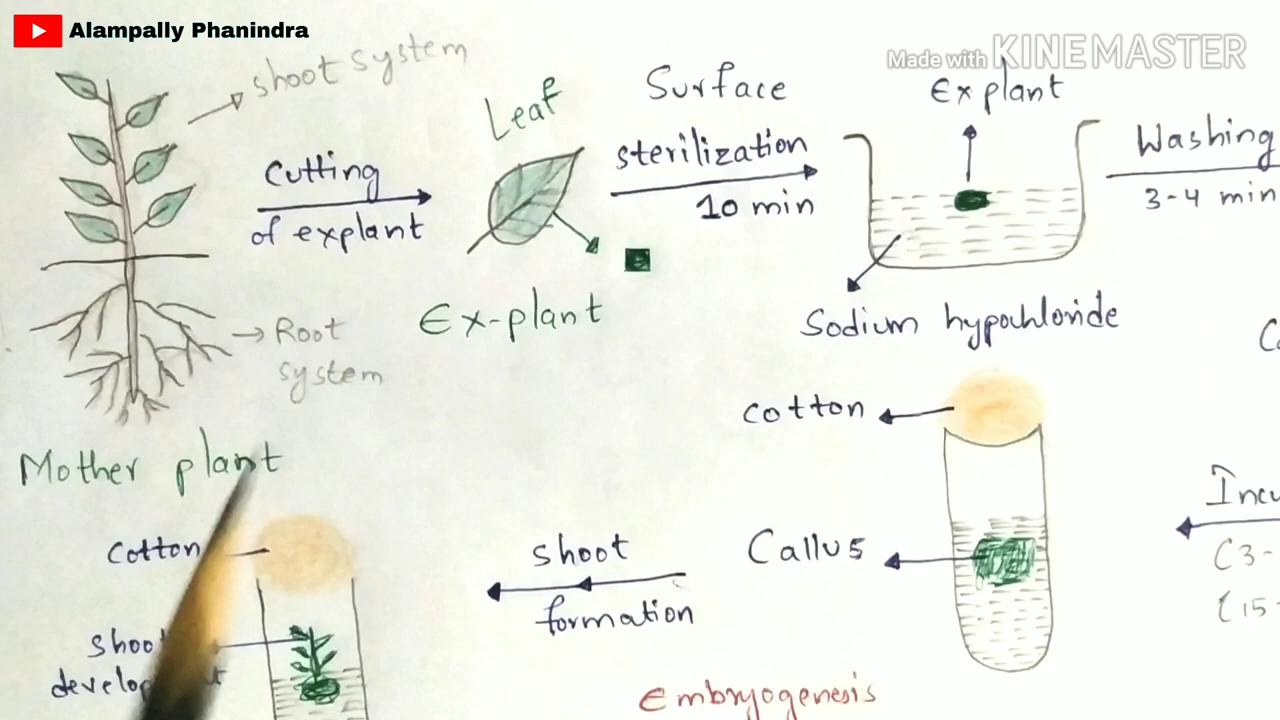 Alampally Phanindra
Made with KINEMASTER
shoot system
Cutting
of explant
Leaf
Ex-plant
Surface
sterilization
10 min
Explant
Washing
3-4 min
Sodium hypochloride
Root
system
Mother plant
cotton
Callus
shoot
formation
Cotton
Embryogenesis